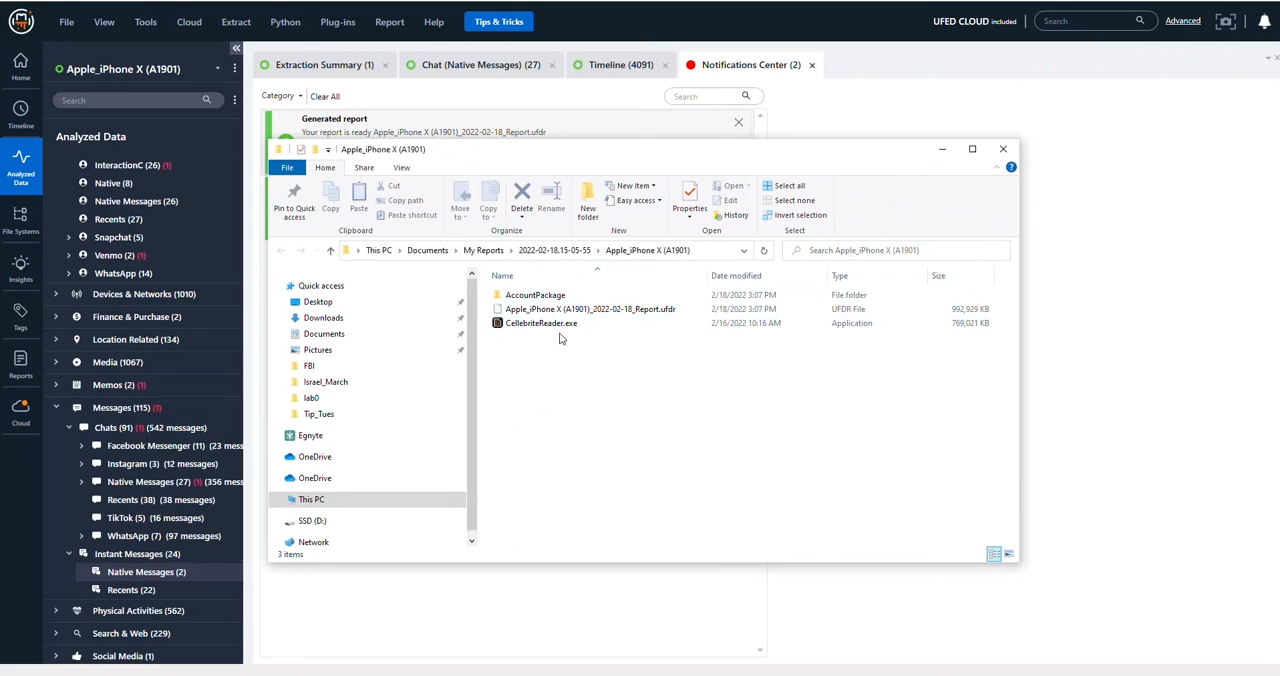 File View Tools Cloud Extract Python Plug-ins Report Help Tips & Tricks UFED CLOUD included Search Advanced
Home
Timeline
Analyzed Data
File Systems
Insights
Tags
Reports
Cloud
Apple_iPhone X (A1901)
Search
Analyzed Data
InteractionC (26) (1)
Native (8)
Native Messages (26)
Recents (27)
Snapchat (5)
Venmo (2) (1)
WhatsApp (14)
Devices & Networks (1010)
Finance & Purchase (2)
Location Related (134)
Media (1067)
Memos (2) (1)
Messages (115) (1)
Chats (91) (1) (542 messages)
Facebook Messenger (11) (23 mess
Instagram (3) (12 messages)
Native Messages (27) (1) (356 mess
Recents (38) (38 messages)
TikTok (5) (16 messages)
WhatsApp (7) (97 messages)
Instant Messages (24)
Native Messages (2)
Recents (22)
Physical Activities (562)
Search & Web (229)
Social Media (1)
Extraction Summary (1) Chat (Native Messages) (27) Timeline (4091) Notifications Center (2)
Category Clear All Search
Generated report
Your report is ready Apple_iPhone X (A1901)_2022-02-18_Report.ufdr
Apple_iPhone X (A1901)
File Home Share View
Pin to Quick access Copy Paste Cut Copy path Paste shortcut
Move to Copy to Delete Rename
New folder New item Easy access
Properties Open Edit History
Select all Select none Invert selection
Clipboard Organize New Open Select
This PC Documents My Reports 2022-02-18.15-05-55 Apple_iPhone X (A1901) Search Apple_iPhone X (A1901)
Quick access
Desktop
Downloads
Documents
Pictures
FBI
Israel_March
lab0
Tip_Tues
Egnyte
OneDrive
OneDrive
This PC
SSD (D:)
Network
Name Date modified Type Size
AccountPackage 2/18/2022 3:07 PM File folder
Apple_iPhone X (A1901)_2022-02-18_Report.ufdr 2/18/2022 3:07 PM UFDR File 992,929 KB
CellebriteReader.exe 2/16/2022 10:16 AM Application 769,021 KB
3 items